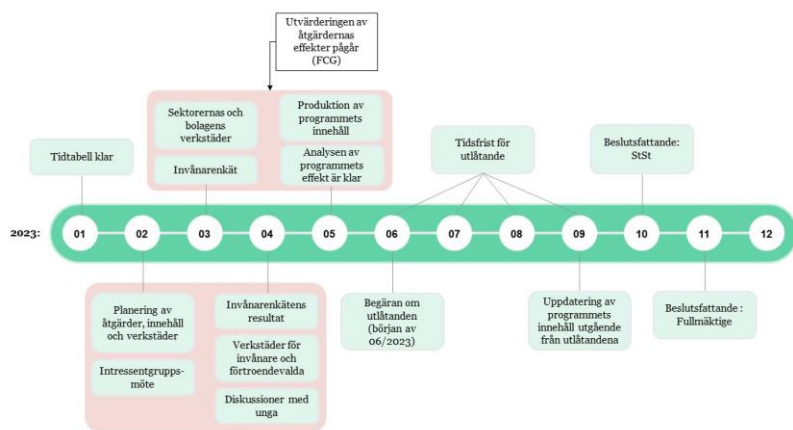 Utvärderingen av
åtgärdernas
effekter pågår
(FCG)
Sektorernas och
bolagens
verkstäder
Produktion av
programmets
innehåll
Tidtabell klar
Invånarenkät
Analysen av
programmets
effekt är klar
Tidsfrist för
utlåtande
Beslutsfattande:
StSt
2023:
01
02
03
04
05
06
07
08
09
10
11
12
Planering av
åtgärder, innehåll
och verkstäder
Intressentgrupps-
möte
Invånarenkätens
resultat
Verkstäder för
invånare och
förtroendevalda
Diskussioner med
unga
Begäran om
utlåtanden
(början av
06/2023)
Uppdatering av
programmets
innehåll utgående
från utlåtandena
Beslutsfattande :
Fullmäktige